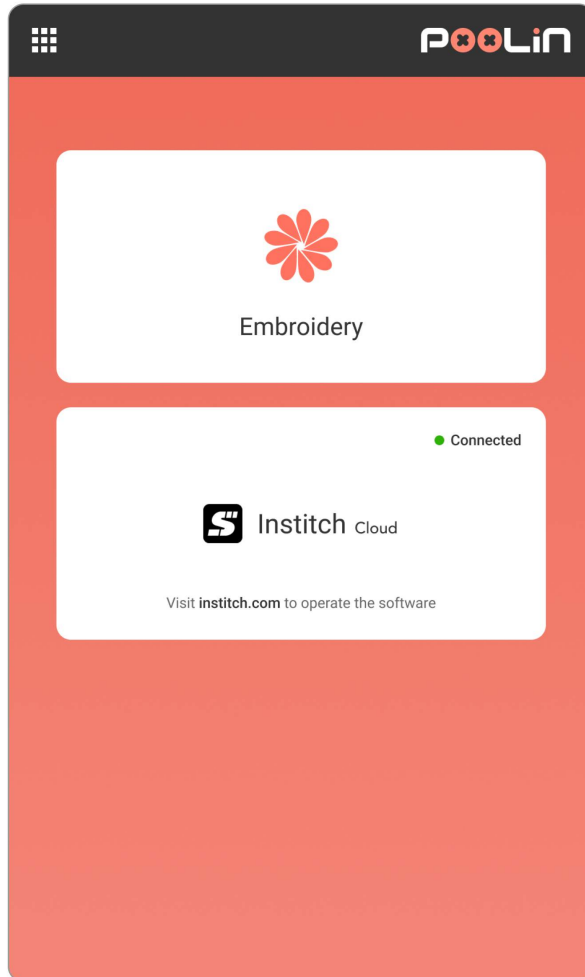 POOLiN
Embroidery
Connected
Institch Cloud
Visit institch.com to operate the software